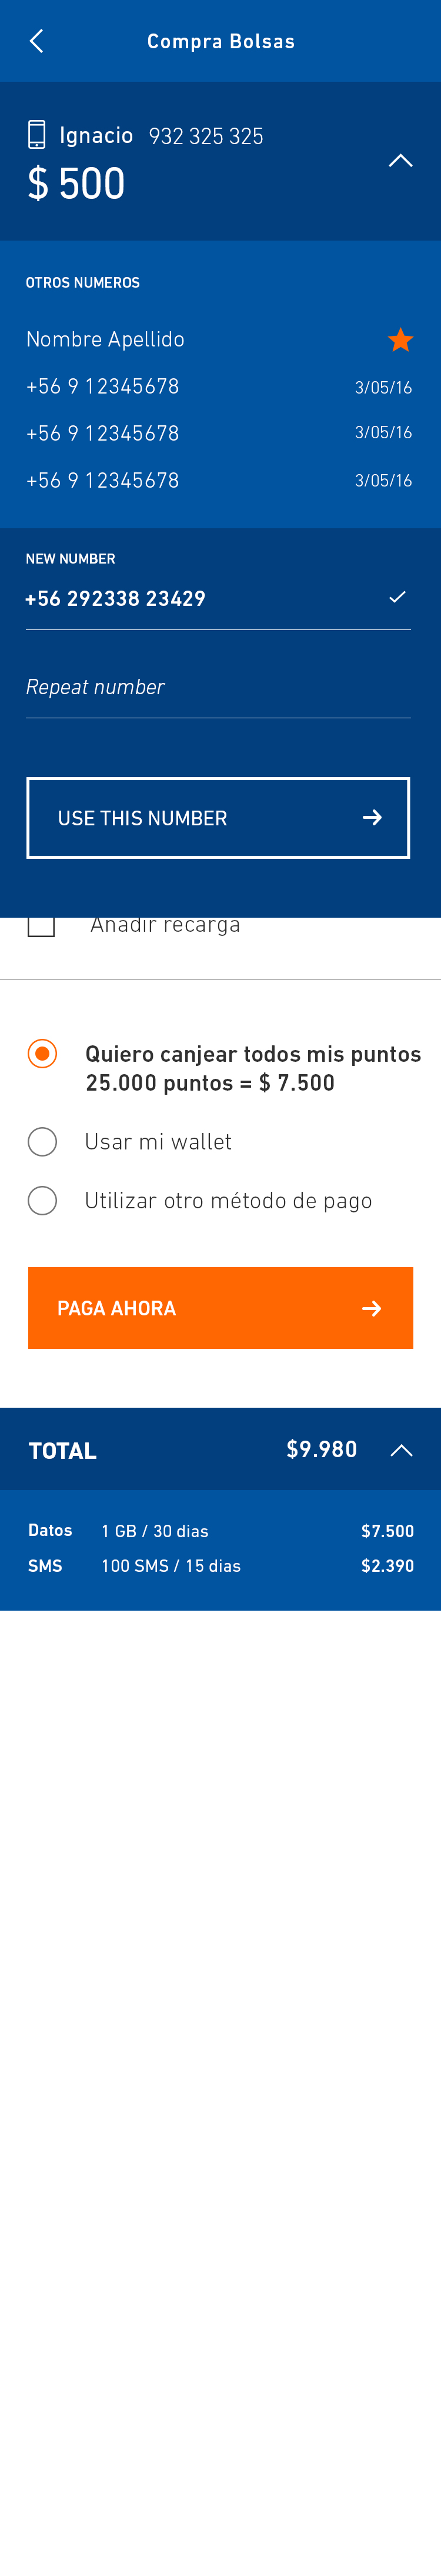 Compra Bolsas
Ignacio 932 325 325
$ 500
OTROS NUMEROS
Nombre Apellido
+56 9 12345678 3/05/16
+56 9 12345678 3/05/16
+56 9 12345678 3/05/16
NEW NUMBER
+56 292338 23429
Repeat number
USE THIS NUMBER
Anadir recarga
Quiero canjear todos mis puntos
25.000 puntos = $ 7.500
Usar mi wallet
Utilizar otro método de pago
PAGA AHORA
TOTAL $9.980
Datos 1 GB / 30 dias $7.500
SMS 100 SMS / 15 dias $2.390